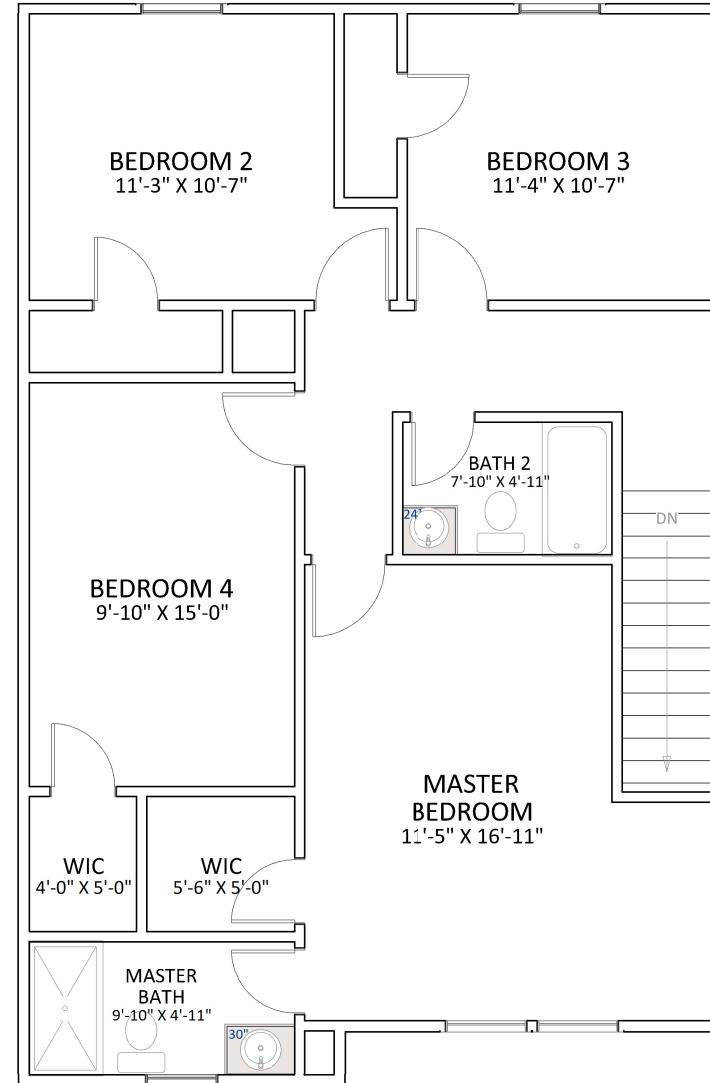 BEDROOM 2
11'-3" X 10'-7"
BEDROOM 3
11'-4" X 10'-7"
BATH 2
7'-10" X 4'-11"
24"
DN
BEDROOM 4
9'-10" X 15'-0"
MASTER
BEDROOM
11'-5" X 16'-11"
WIC
4'-0" X 5'-0"
WIC
5'-6" X 5'-0"
MASTER
BATH
9'-10" X 4'-11"
30"